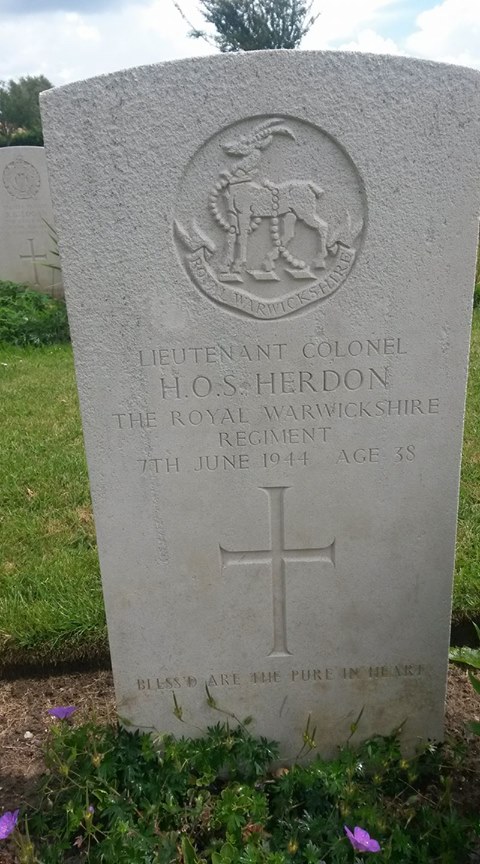 ROYAL WARWICKSHIRE
LIEUTENANT COLONEL
H.O.S. HERDON
THE ROYAL WARWICKSHIRE
REGIMENT
7TH JUNE 1944 AGE 38
BLESS'D ARE THE PURE IN HEART